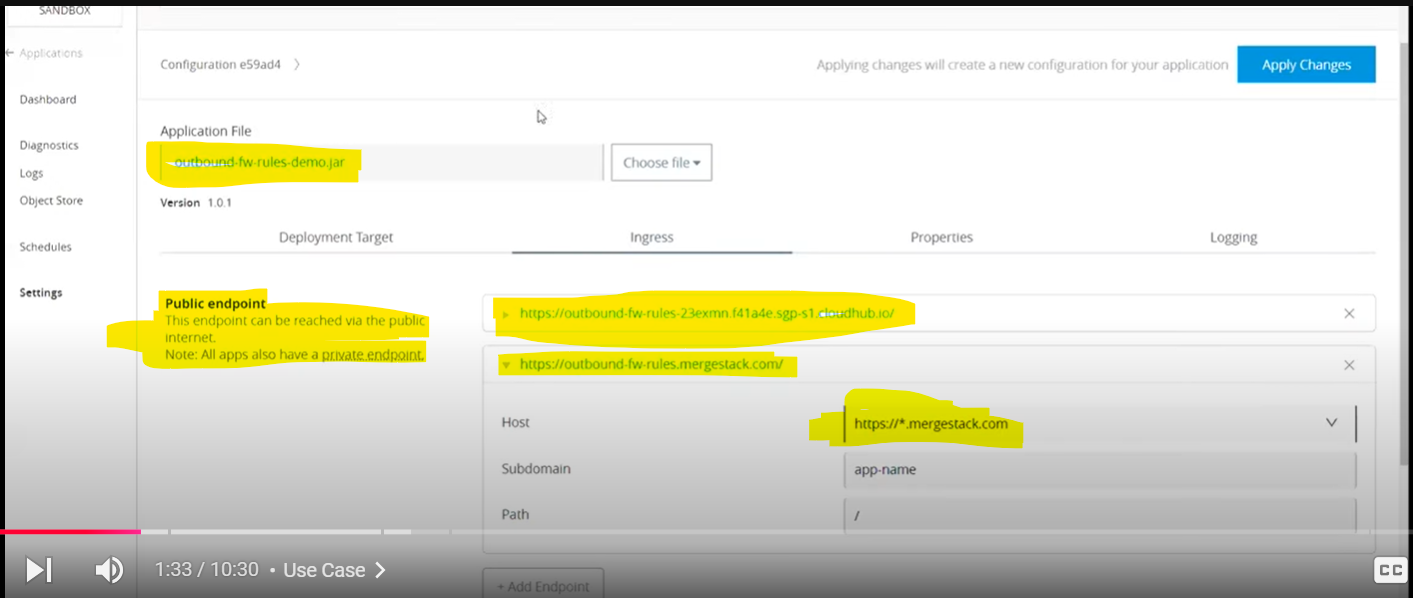 SANDBOX
← Applications
Configuration e59ad4 >
Applying changes will create a new configuration for your application
Apply Changes
Dashboard
Application File
Diagnostics
outbound-fw-rules-demo.jar
Choose file
Logs
Object Store
Version 1.0.1
Deployment Target
Ingress
Properties
Logging
Schedules
Settings
Public endpoint
This endpoint can be reached via the public
internet.
Note: All apps also have a private endpoint.
https://outbound-fw-rules-23exmn.f41a4e.sgp-s1.cloudhub.io/
https://outbound-fw-rules.mergestack.com/
Host
https://*.mergestack.com
Subdomain
app-name
Path
/
1:33 / 10:30 • Use Case >
CC
+ Add Endpoint